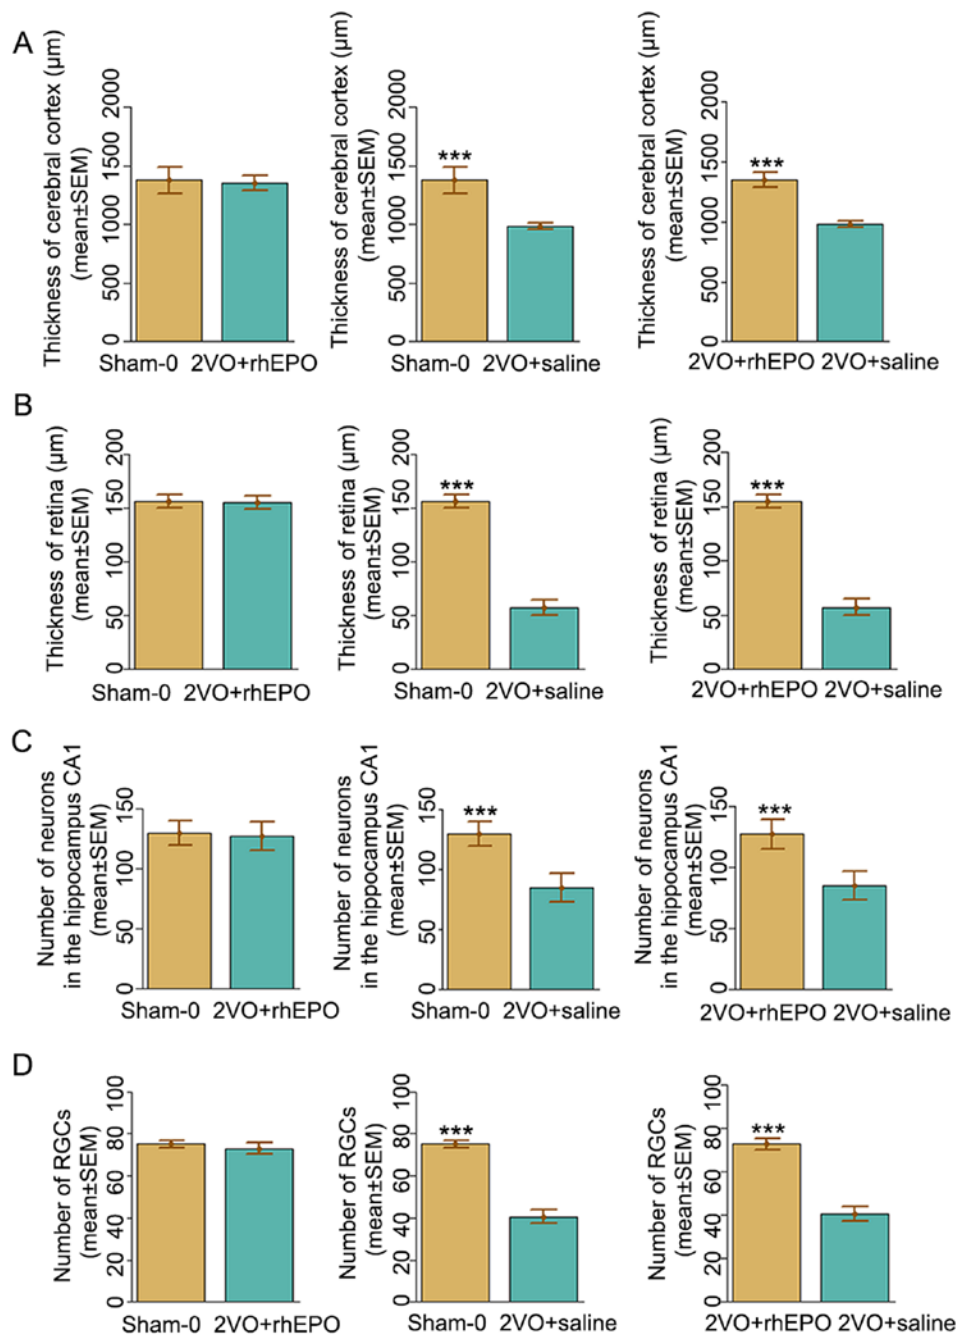 A
Thickness of cerebral cortex (µm)
(mean±SEM)
0
500
1000
1500
2000
Sham-0 2VO+rhEPO
Thickness of cerebral cortex (µm)
(mean±SEM)
0
500
1000
1500
2000
***
Sham-0 2VO+saline
Thickness of cerebral cortex (µm)
(mean±SEM)
0
500
1000
1500
2000
***
2VO+rhEPO 2VO+saline
B
Thickness of retina (µm)
(mean±SEM)
0
50
100
150
200
Sham-0 2VO+rhEPO
Thickness of retina (µm)
(mean±SEM)
0
50
100
150
200
***
Sham-0 2VO+saline
Thickness of retina (µm)
(mean±SEM)
0
50
100
150
200
***
2VO+rhEPO 2VO+saline
C
Number of neurons
in the hippocampus CA1
(mean±SEM)
0
50
100
150
Sham-0 2VO+rhEPO
Number of neurons
in the hippocampus CA1
(mean±SEM)
0
50
100
150
***
Sham-0 2VO+saline
Number of neurons
in the hippocampus CA1
(mean±SEM)
0
50
100
150
***
2VO+rhEPO 2VO+saline
D
Number of RGCs
(mean±SEM)
0
20
40
60
80
100
Sham-0 2VO+rhEPO
Number of RGCs
(mean±SEM)
0
20
40
60
80
100
***
Sham-0 2VO+saline
Number of RGCs
(mean±SEM)
0
20
40
60
80
100
***
2VO+rhEPO 2VO+saline